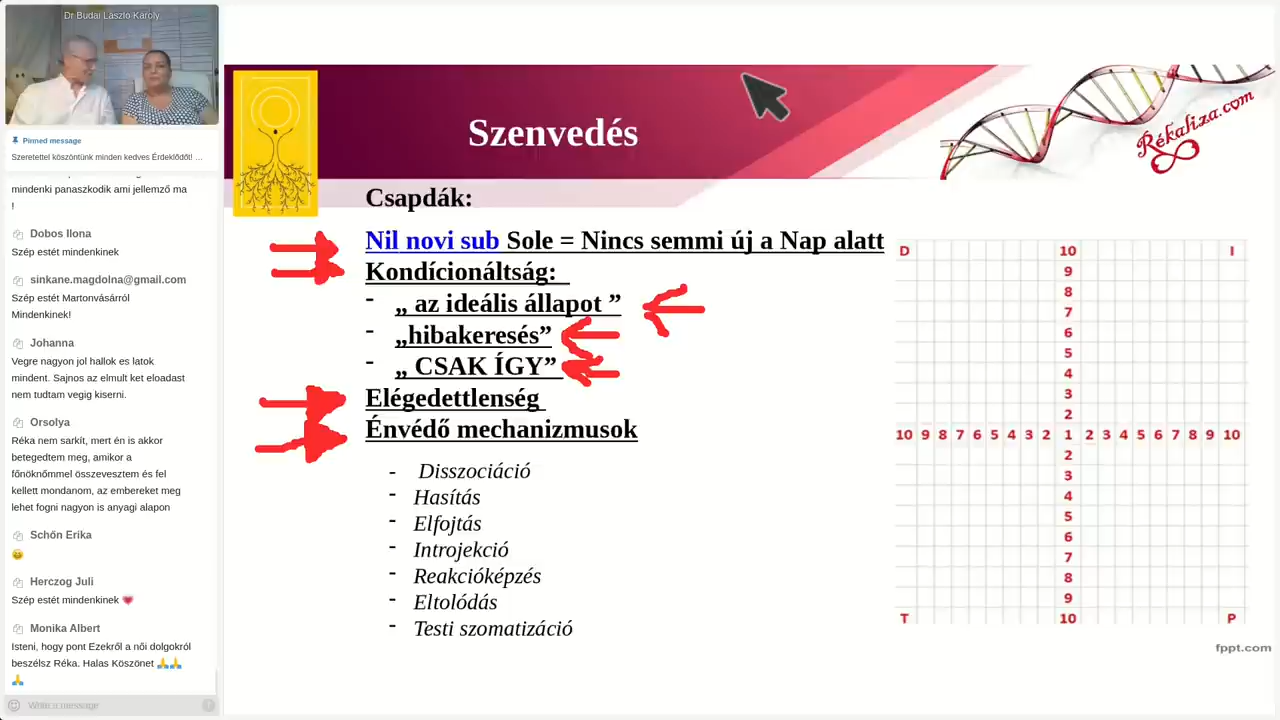 Dr Budai László Károly
Pinned message
Szeretettel köszöntünk minden kedves Érdeklődőt! ...
mindenki panaszkodik ami jellemző ma
!
Dobos Ilona
Szép estét mindenkinek
sinkane.magdolna@gmail.com
Szép estét Martonvásárról
Mindenkinek!
Johanna
Vegre nagyon jol hallok es latok
mindent. Sajnos az elmult ket eloadast
nem tudtam vegig kiserni.
Orsolya
Réka nem sarkít, mert én is akkor
betegedtem meg, amikor a
főnöknőmmel összevesztem és fel
kellett mondanom, az embereket meg
lehet fogni nagyon is anyagi alapon
Schőn Erika
Herczog Juli
Szép estét mindenkinek
Monika Albert
Isteni, hogy pont Ezekről a női dolgokról
beszélsz Réka. Halas Köszönet
Write a message
Szenvedés
Rékaliza.com
Csapdák:
Nil novi sub Sole = Nincs semmi új a Nap alatt
Kondícionáltság:
- „ az ideális állapot ”
- „hibakeresés”
- „ CSAK ÍGY”
Elégedettlenség
Énvédő mechanizmusok
- Disszociáció
- Hasítás
- Elfojtás
- Introjekció
- Reakcióképzés
- Eltolódás
- Testi szomatizáció
D 10 I
9
8
7
6
5
4
3
2
10 9 8 7 6 5 4 3 2 1 2 3 4 5 6 7 8 9 10
2
3
4
5
6
7
8
9
T 10 P
fppt.com